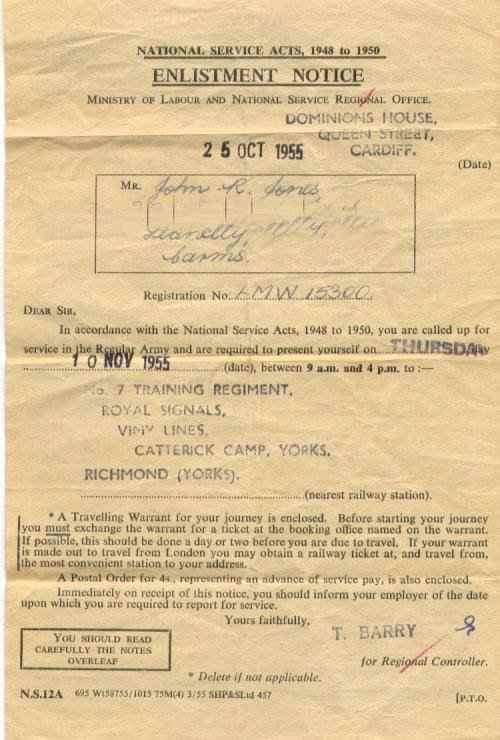 NATIONAL SERVICE ACTS, 1948 to 1950
ENLISTMENT NOTICE
MINISTRY OF LABOUR AND NATIONAL SERVICE REGIONAL OFFICE.
DOMINIONS HOUSE,
QUEEN STREET,
CARDIFF.
25 OCT 1955
(Date)
MR. John R. Jones,
Llanelly,
Carms.
Registration No. LMW 15300
DEAR SIR,
In accordance with the National Service Acts, 1948 to 1950, you are called up for
service in the Regular Army and are required to present yourself on THURSDAY
10 NOV 1955 (date), between 9 a.m. and 4 p.m. to :—
No. 7 TRAINING REGIMENT,
ROYAL SIGNALS,
VIMY LINES,
CATTERICK CAMP, YORKS.
RICHMOND (YORKS).
(nearest railway station).
* A Travelling Warrant for your journey is enclosed. Before starting your journey
you must exchange the warrant for a ticket at the booking office named on the warrant.
If possible, this should be done a day or two before you are due to travel. If your warrant
is made out to travel from London you may obtain a railway ticket at, and travel from,
the most convenient station to your address.
A Postal Order for 4s., representing an advance of service pay, is also enclosed.
Immediately on receipt of this notice, you should inform your employer of the date
upon which you are required to report for service.
Yours faithfully,
T. BARRY
for Regional Controller.
YOU SHOULD READ
CAREFULLY THE NOTES
OVERLEAF
* Delete if not applicable.
N.S.12A 695 Wt58755/1015 75M(4) 3/55 SHP&SLtd 457
[P.T.O.